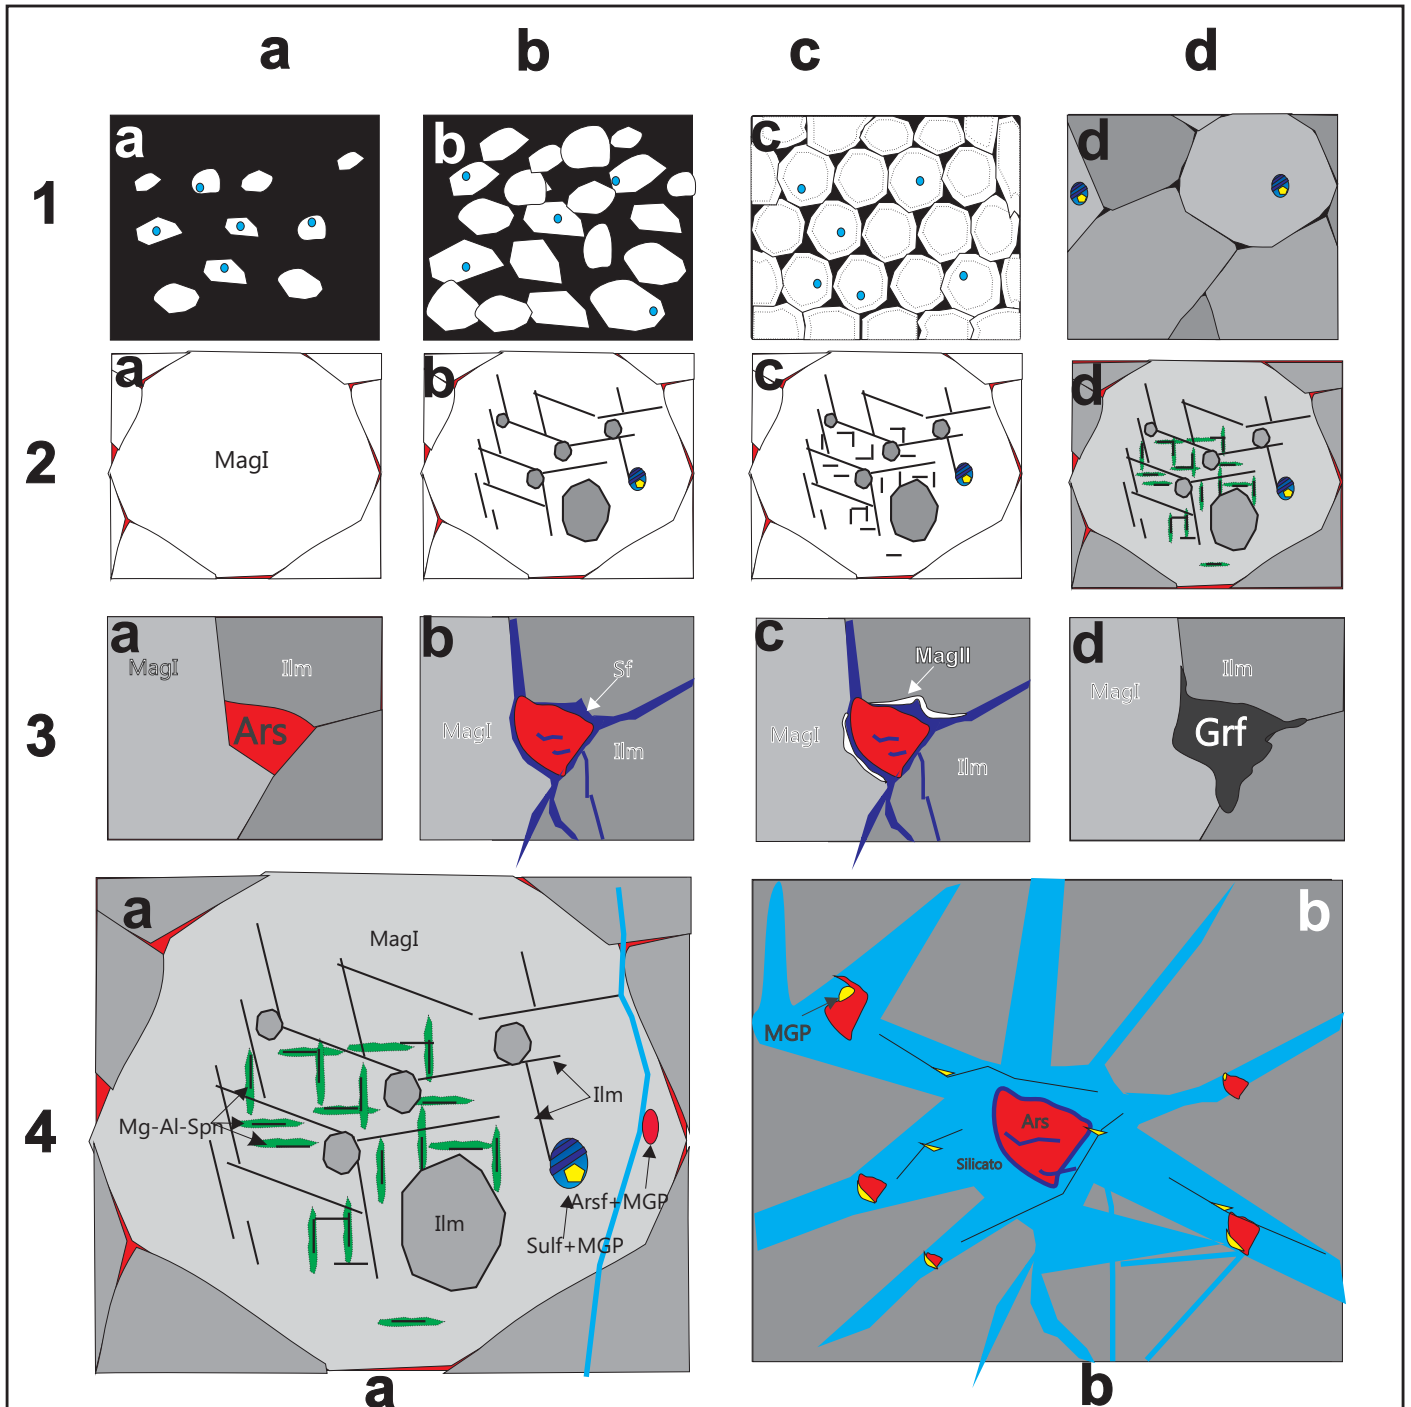 a b c d
1
a b c d
2
a b c d
MagI
3
a b c d
MagI Ilm Ars
Sf MagI Ilm
MagII MagI Ilm
Ilm MagI Grf
4
a
MagI
Ilm
Mg-Al-Spn
Arsf+MGP
Ilm
Sulf+MGP
a
b
MGP
Ars
Silicato
b